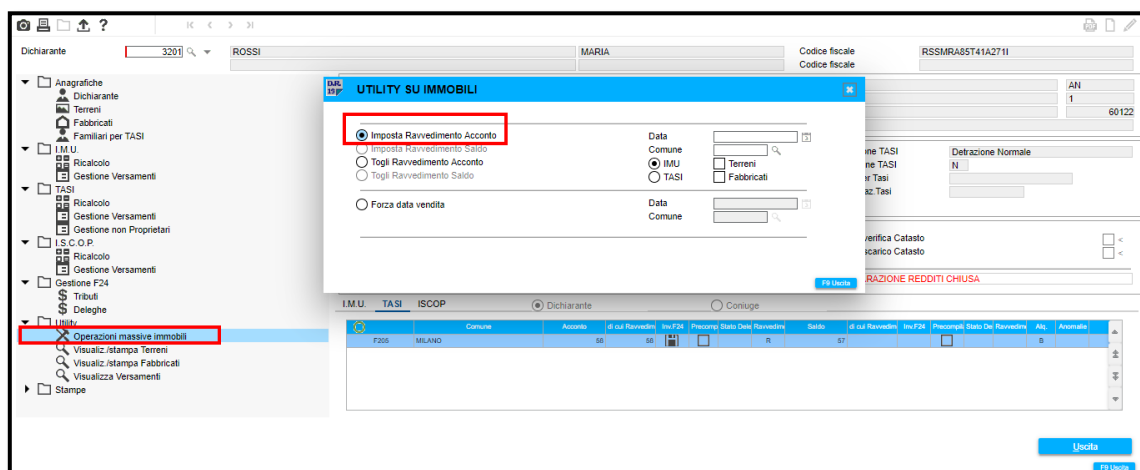 ?
Dichiarante 3201 ROSSI MARIA Codice fiscale RSSMRA85T41A271I
Codice fiscale
Anagrafiche
Dichiarante
Terreni
Fabbricati
Familiari per TASI
I.M.U.
Ricalcolo
Gestione Versamenti
TASI
Ricalcolo
Gestione Versamenti
Gestione non Proprietari
I.S.C.O.P.
Ricalcolo
Gestione Versamenti
Gestione F24
Tributi
Deleghe
Utility
Operazioni massive immobili
Visualiz./stampa Terreni
Visualiz./stampa Fabbricati
Visualizza Versamenti
Stampe
UTILITY SU IMMOBILI
Imposta Ravvedimento Acconto Data
Imposta Ravvedimento Saldo Comune
Togli Ravvedimento Acconto IMU Terreni
Togli Ravvedimento Saldo TASI Fabbricati
Forza data vendita Data
Comune
F9 Uscita
AN
1
60122
one TASI Detrazione Normale
ne TASI N
er Tasi
az.Tasi
verifica Catasto <
scarico Catasto <
ARAZIONE REDDITI CHIUSA
I.M.U. TASI ISCOP Dichiarante Coniuge
Comune Acconto di cui Ravvedim Inv.F24 Precomp Stato Dele Ravvedim Saldo di cui Ravvedim Inv.F24 Precompil Stato De Ravvedim Alq. Anomalie
F205 MILANO 58 58 R 57 B
Uscita
F9 Uscita